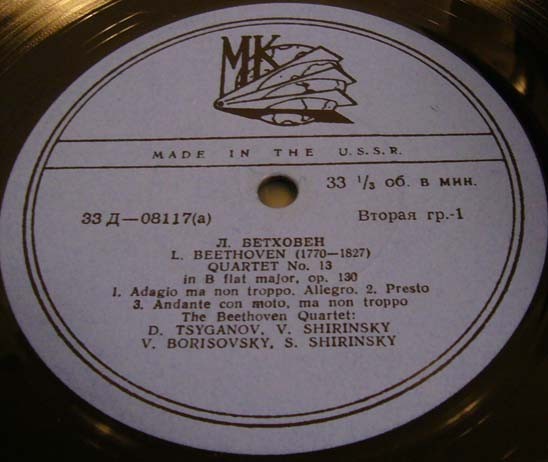 МК
MADE IN THE U.S.S.R.
33 1/3 об. в мин.
33 Д—08117(а)
Вторая гр.-1
Л. БЕТХОВЕН
L. BEETHOVEN (1770—1827)
QUARTET No. 13
in B flat major, op. 130
1. Adagio ma non troppo. Allegro. 2. Presto
3. Andante con moto, ma non troppo
The Beethoven Quartet:
D. TSYGANOV, V. SHIRINSKY
V. BORISOVSKY, S. SHIRINSKY